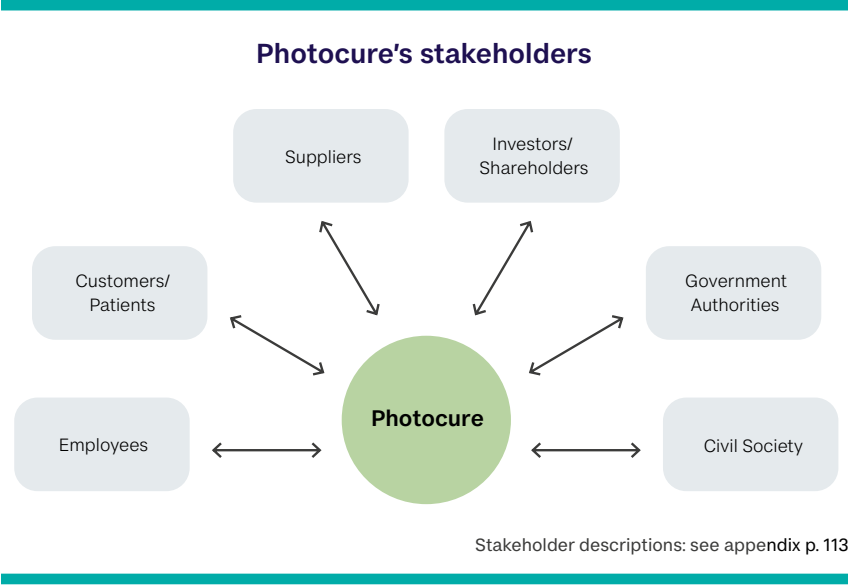 Photocure's stakeholders
Suppliers
Investors/
Shareholders
Customers/
Patients
Government
Authorities
Employees
Photocure
Civil Society
Stakeholder descriptions: see appendix p. 113